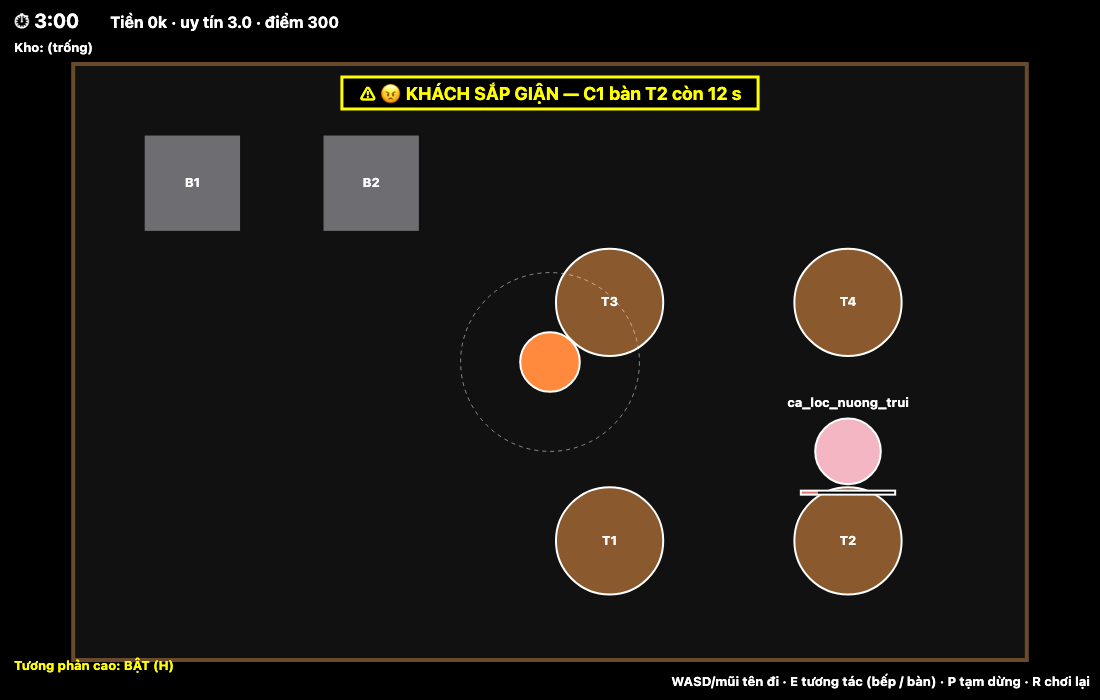 ⏱ 3:00 Tiền 0k · uy tín 3.0 · điểm 300
Kho: (trống)
⚠ 😠 KHÁCH SẮP GIẬN — C1 bàn T2 còn 12 s
B1 B2
T3 T4
ca_loc_nuong_trui
T1 T2
Tương phản cao: BẬT (H)
WASD/mũi tên đi · E tương tác (bếp / bàn) · P tạm dừng · R chơi lại